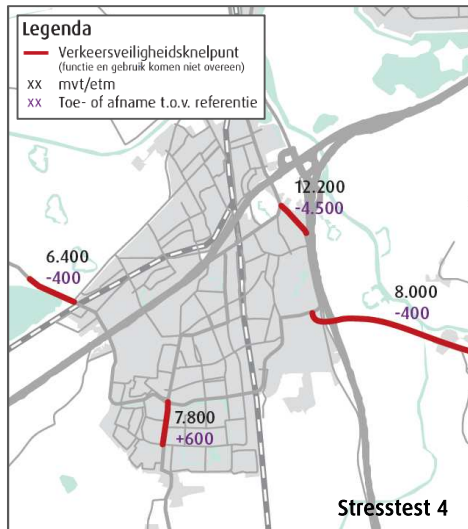 Legenda
Verkeersveiligheidsknelpunt
(functie en gebruik komen niet overeen)
xx mvt/etm
xx Toe- of afname t.o.v. referentie
12.200
-4.500
6.400
-400
8.000
-400
7.800
+600
Stresstest 4